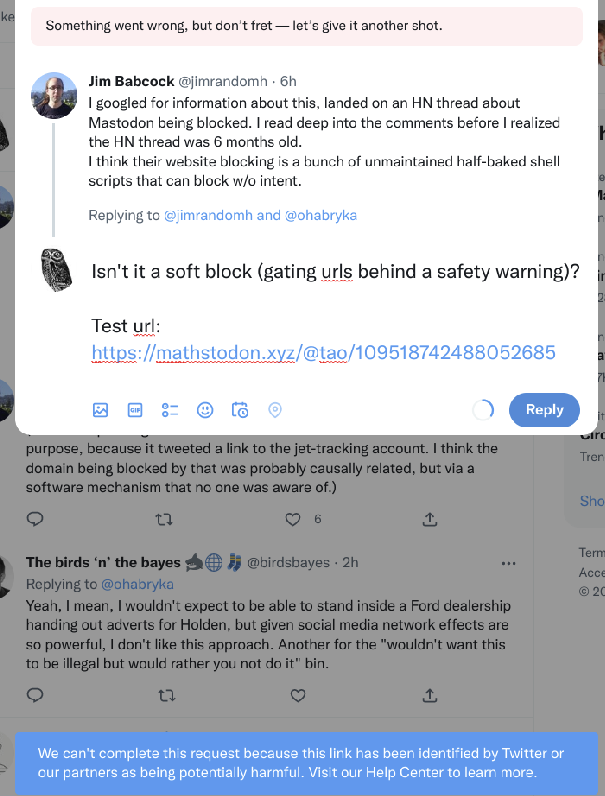 Something went wrong, but don't fret — let's give it another shot.
Jim Babcock @jimrandomh · 6h
I googled for information about this, landed on an HN thread about
Mastodon being blocked. I read deep into the comments before I realized
the HN thread was 6 months old.
I think their website blocking is a bunch of unmaintained half-baked shell
scripts that can block w/o intent.
Replying to @jimrandomh and @ohabryka
Isn't it a soft block (gating urls behind a safety warning)?
Test url:
https://mathstodon.xyz/@tao/109518742488052685
GIF
Reply
purpose, because it tweeted a link to the jet-tracking account. I think the
domain being blocked by that was probably causally related, but via a
software mechanism that no one was aware of.)
6
The birds 'n' the bayes 🦈🌐🧦 @birdsbayes · 2h
Replying to @ohabryka
Yeah, I mean, I wouldn't expect to be able to stand inside a Ford dealership
handing out adverts for Holden, but given social media network effects are
so powerful, I don't like this approach. Another for the "wouldn't want this
to be illegal but would rather you not do it" bin.
Tren
Sho
Term
Acce
© 20
We can't complete this request because this link has been identified by Twitter or
our partners as being potentially harmful. Visit our Help Center to learn more.